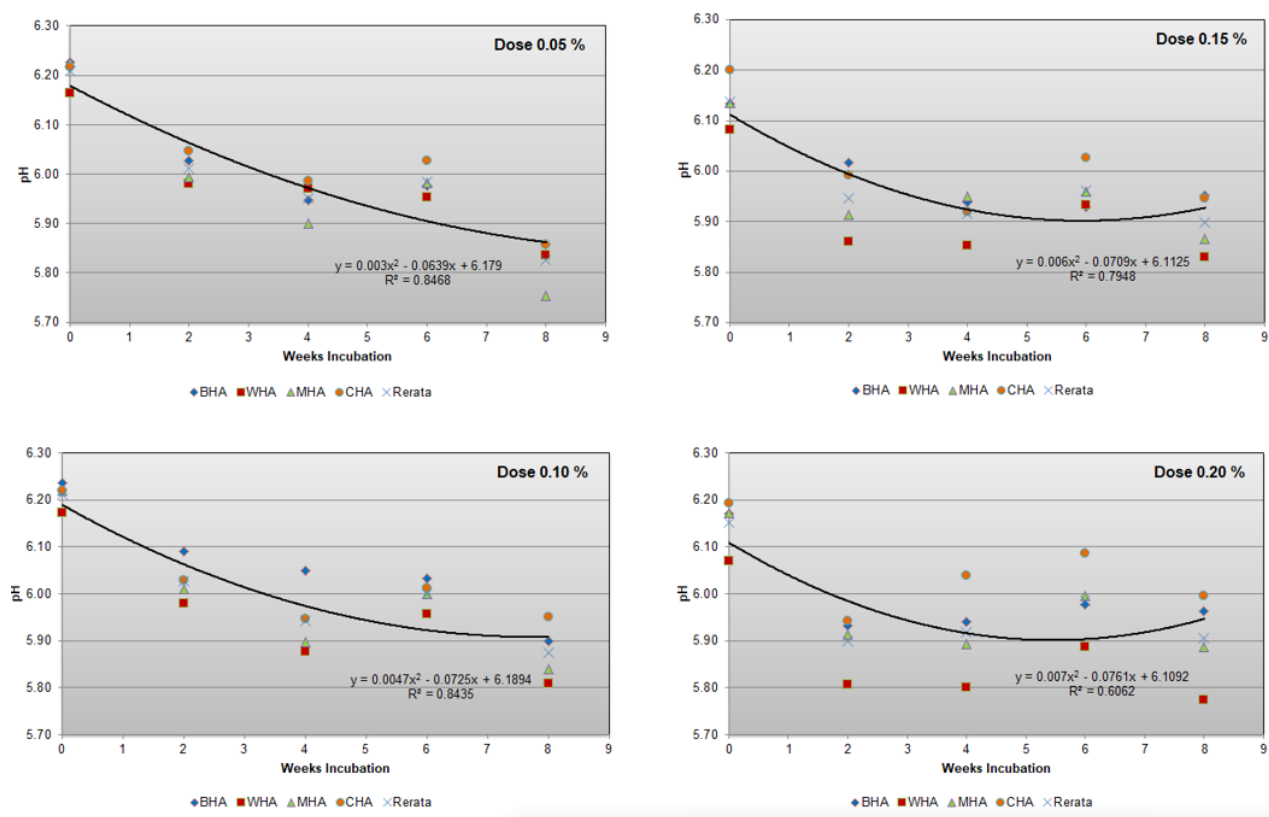 Dose 0.05 %
6.30
6.20
6.10
6.00
5.90
5.80
5.70
pH
y = 0.003x² - 0.0639x + 6.179
R² = 0.8468
0 1 2 3 4 5 6 7 8 9
Weeks Incubation
BHA WHA MHA CHA Rerata
Dose 0.15 %
6.30
6.20
6.10
6.00
5.90
5.80
5.70
pH
y = 0.006x² - 0.0709x + 6.1125
R² = 0.7948
0 1 2 3 4 5 6 7 8 9
Weeks Incubation
BHA WHA MHA CHA Rerata
Dose 0.10 %
6.30
6.20
6.10
6.00
5.90
5.80
5.70
pH
y = 0.0047x² - 0.0725x + 6.1894
R² = 0.8435
0 1 2 3 4 5 6 7 8 9
Weeks Incubation
BHA WHA MHA CHA Rerata
Dose 0.20 %
6.30
6.20
6.10
6.00
5.90
5.80
5.70
pH
y = 0.007x² - 0.0761x + 6.1092
R² = 0.6062
0 1 2 3 4 5 6 7 8 9
Weeks Incubation
BHA WHA MHA CHA Rerata